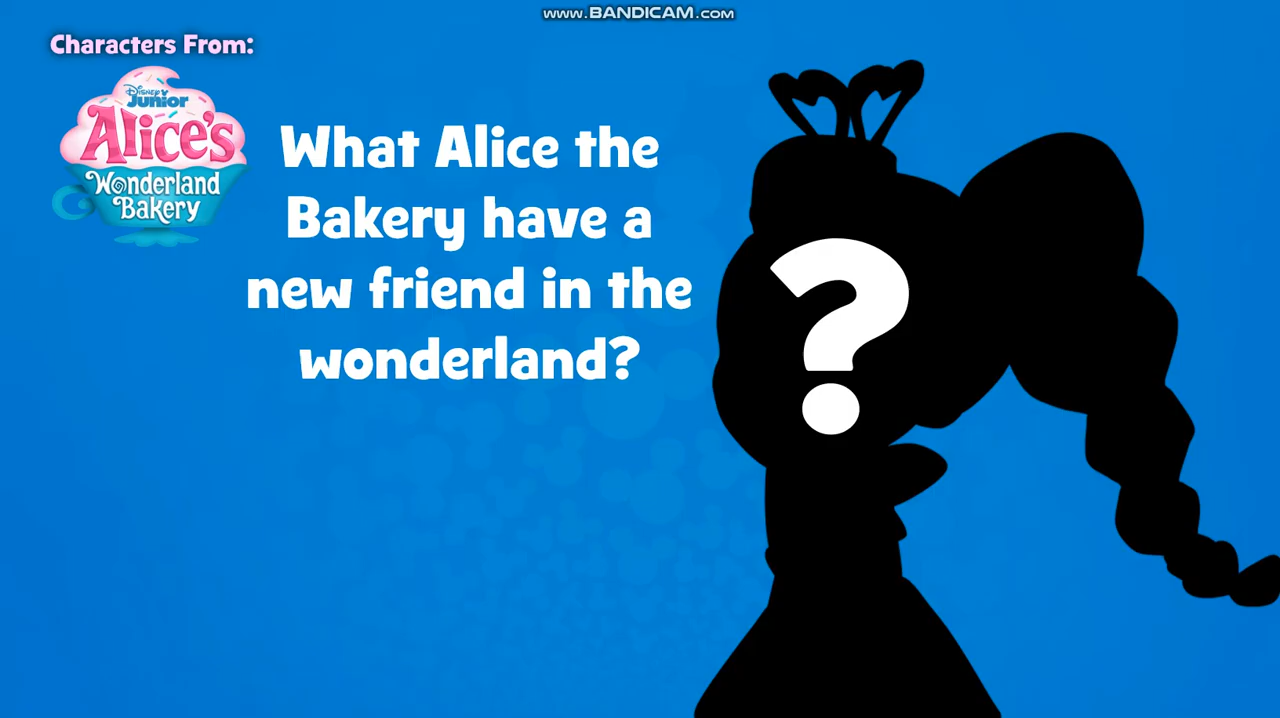 www.BANDICAM.com
Characters From:
Disney
Junior
Alice's
Wonderland
Bakery
What Alice the
Bakery have a
new friend in the
wonderland?
?